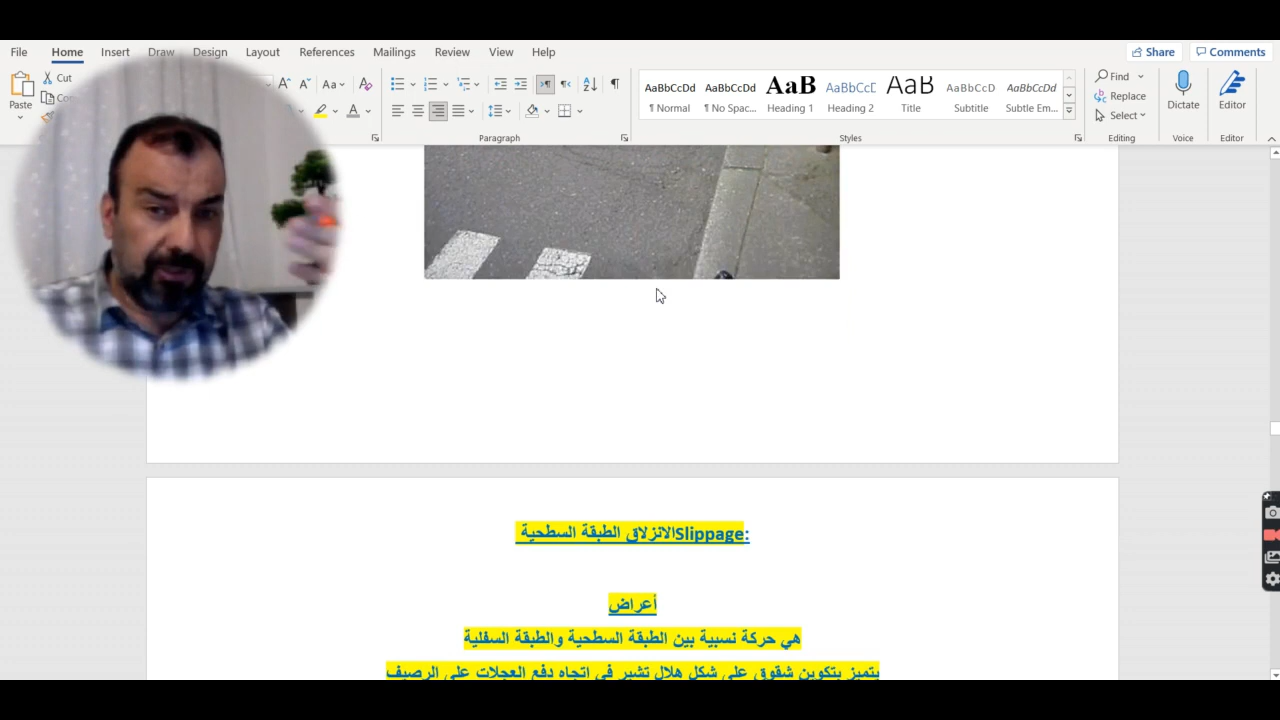 File Home Insert Draw Design Layout References Mailings Review View Help Share Comments
Cut
Paste
Aa
AaBbCcDd AaBbCcDd AaB AaBbCcE AaB AaBbCcD AaBbCcDd
¶ Normal ¶ No Spac... Heading 1 Heading 2 Title Subtitle Subtle Em...
Find
Replace
Select
Dictate
Editor
Paragraph Styles Editing Voice Editor
الانزلاق الطبقة السطحية Slippage:
أعراض
هي حركة نسبية بين الطبقة السطحية والطبقة السفلية
يتميز بتكوين شقوق على شكل هلال تشير في اتجاه دفع العجلات على الرصيف